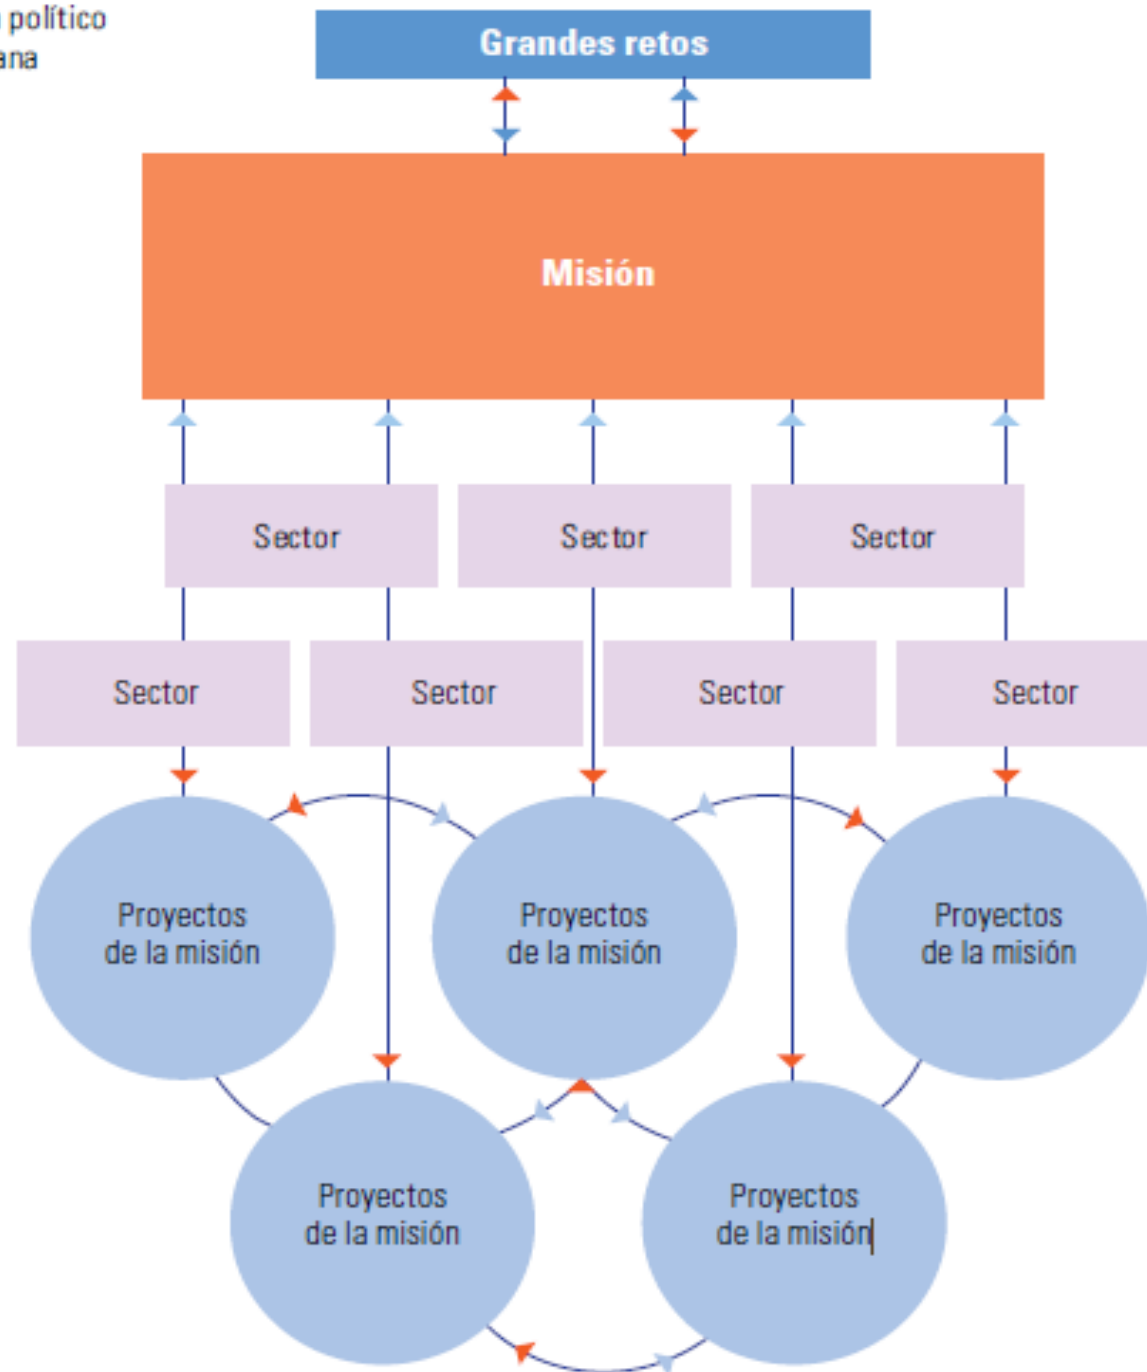 político
Grandes retos
Misión
Sector
Sector
Sector
Sector
Sector
Sector
Sector
Proyectos
de la misión
Proyectos
de la misión
Proyectos
de la misión
Proyectos
de la misión
Proyectos
de la misión